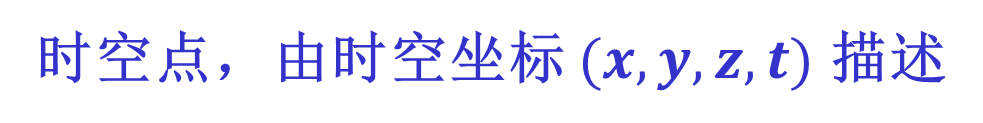 时空点，由时空坐标 (x, y, z, t) 描述